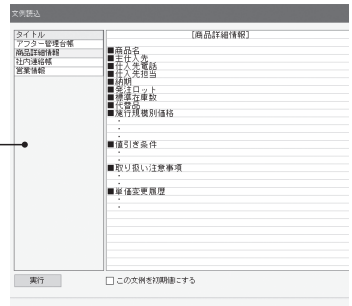 文例読込
タイトル
アフター管理台帳
商品詳細情報
社内連絡帳
営業情報
[商品詳細情報]
■商品名
■主仕入先
■仕入先電話
■仕入先担当
■納期
■発注ロット
■標準在庫数
■代替品
■施行規模別価格
・
・
・
■値引き条件
・
・
■取り扱い注意事項
・
・
■単価変更履歴
・
・
実行
□ この文例を初期値にする